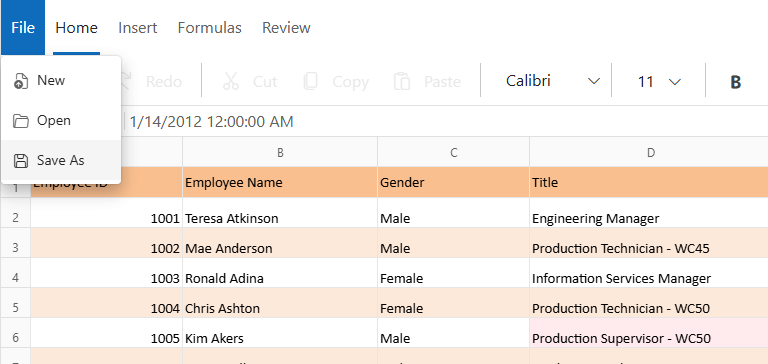 File Home Insert Formulas Review
New
Redo Cut Copy Paste Calibri 11 B
Open
1/14/2012 12:00:00 AM
Save As
B C D
1 Employee ID Employee Name Gender Title
2 1001 Teresa Atkinson Male Engineering Manager
3 1002 Mae Anderson Male Production Technician - WC45
4 1003 Ronald Adina Female Information Services Manager
5 1004 Chris Ashton Female Production Technician - WC50
6 1005 Kim Akers Male Production Supervisor - WC50